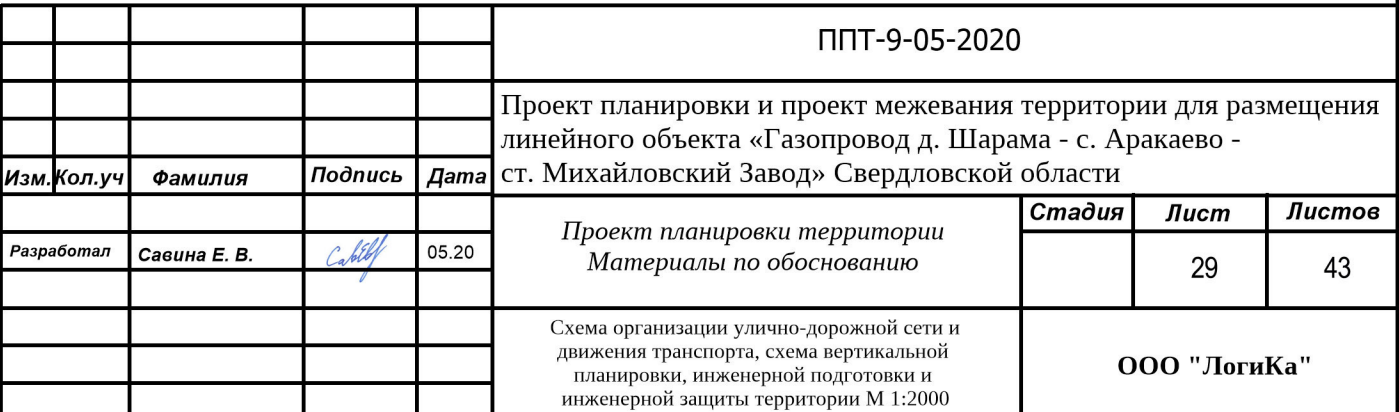 ППТ-9-05-2020
Проект планировки и проект межевания территории для размещения
линейного объекта «Газопровод д. Шарама - с. Аракаево -
ст. Михайловский Завод» Свердловской области
Изм. Кол.уч Фамилия Подпись Дата
Стадия Лист Листов
Проект планировки территории
Материалы по обоснованию
Разработал Савина Е. В. 05.20
29 43
Схема организации улично-дорожной сети и
движения транспорта, схема вертикальной
планировки, инженерной подготовки и
инженерной защиты территории М 1:2000
ООО "ЛогиКа"